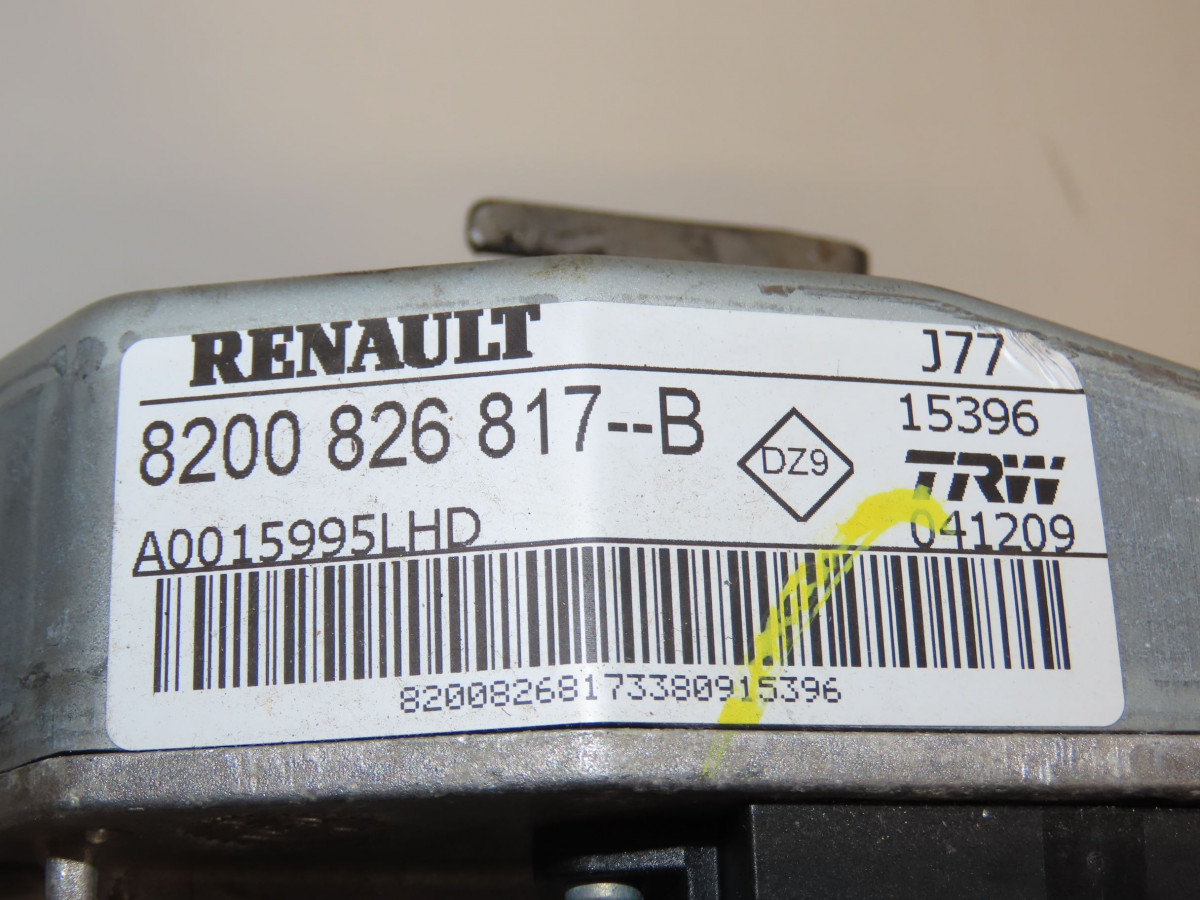 RENAULT J77
8200 826 817--B DZ9 15396
TRW
A0015995LHD 041209
82008268173380915396